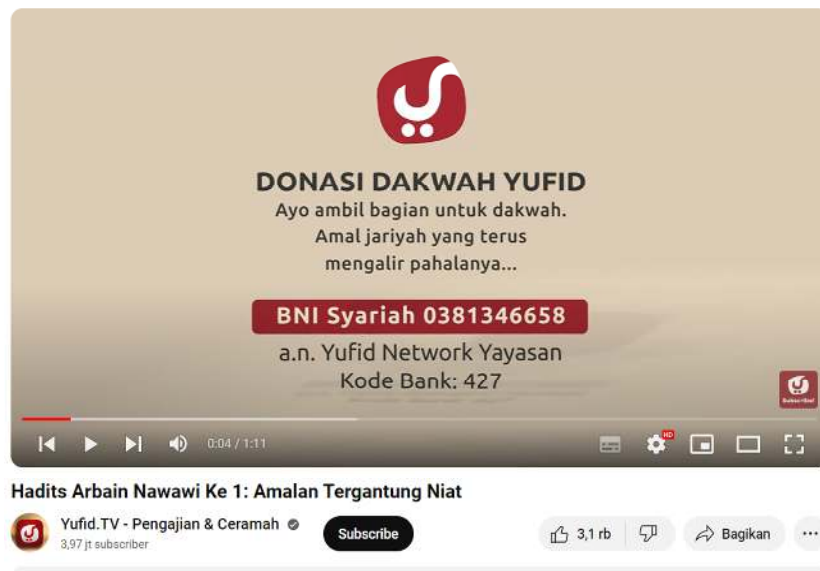 DONASI DAKWAH YUFID
Ayo ambil bagian untuk dakwah.
Amal jariyah yang terus
mengalir pahalanya...
BNI Syariah 0381346658
a.n. Yufid Network Yayasan
Kode Bank: 427
0:04 / 1:11
HD
Hadits Arbain Nawawi Ke 1: Amalan Tergantung Niat
Yufid.TV - Pengajian & Ceramah
3,97 jt subscriber
Subscribe
3,1 rb
Bagikan